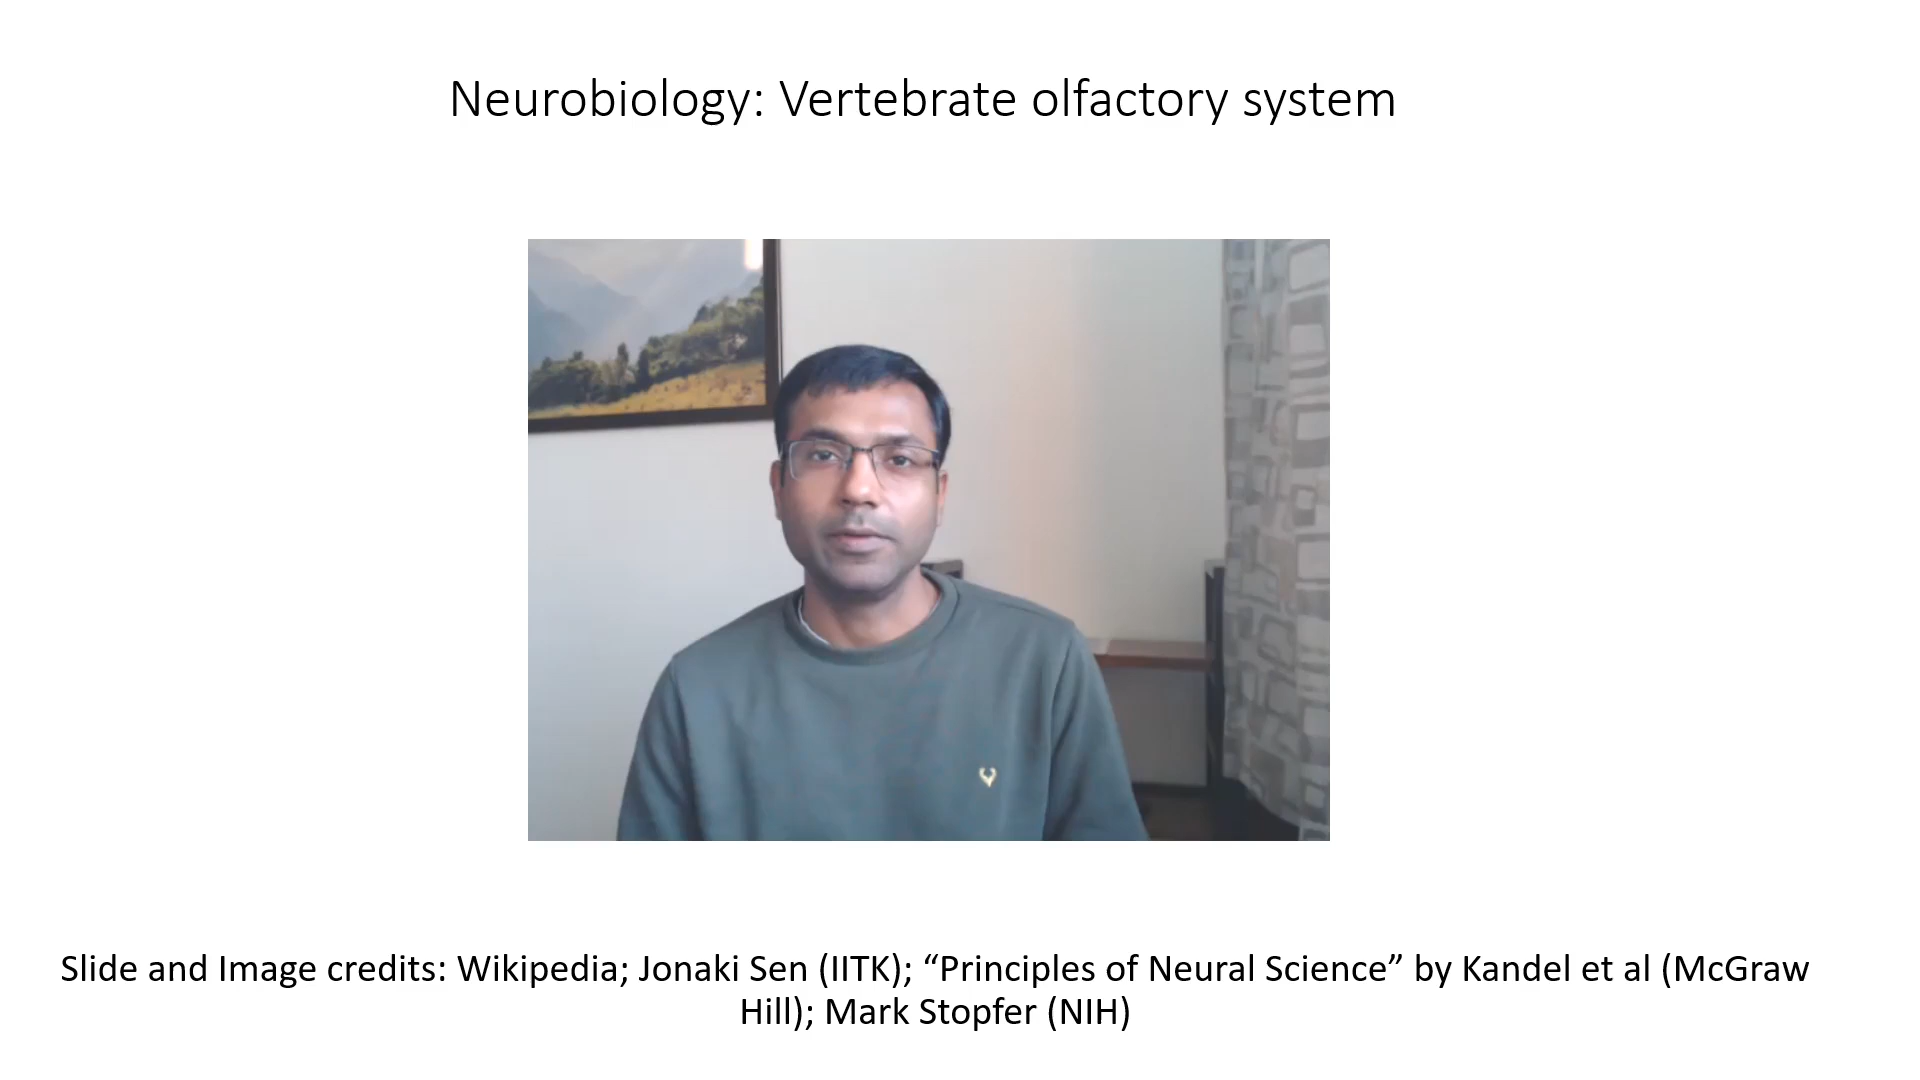 Neurobiology: Vertebrate olfactory system
Slide and Image credits: Wikipedia; Jonaki Sen (IITK); “Principles of Neural Science” by Kandel et al (McGraw
Hill); Mark Stopfer (NIH)